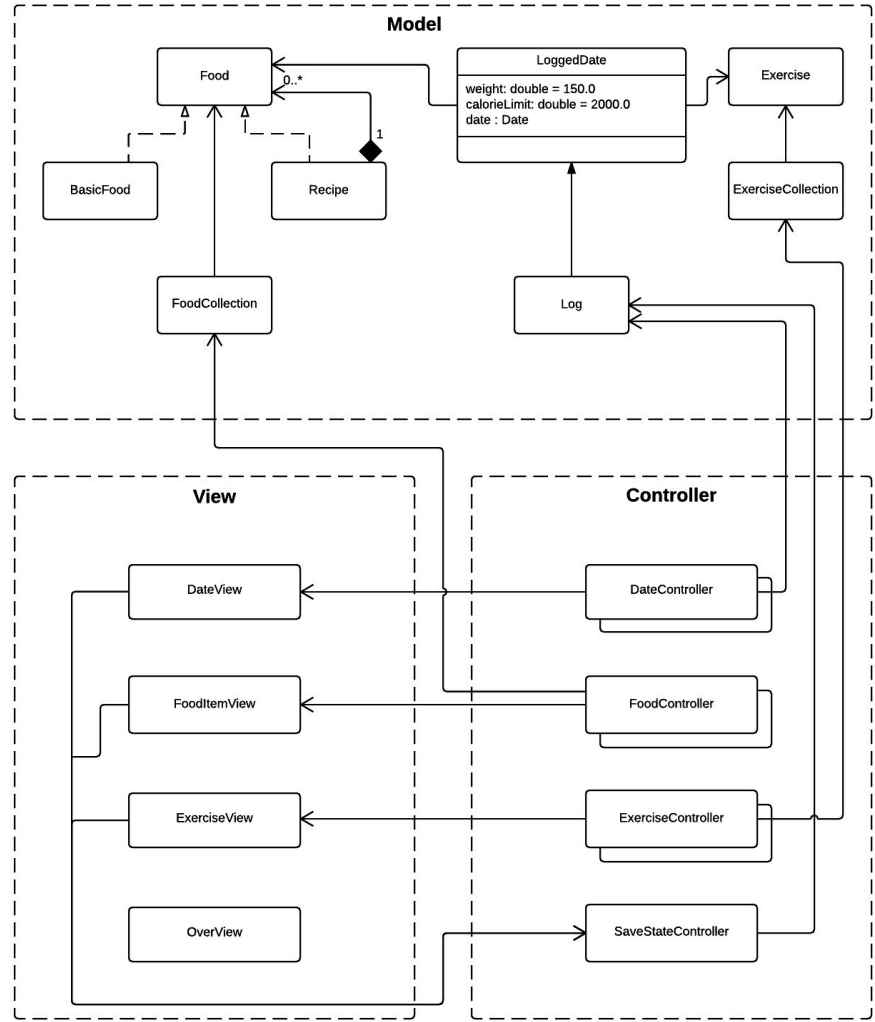 Model
Food
LoggedDate
Exercise
0..*
weight: double = 150.0
calorieLimit: double = 2000.0
date : Date
1
BasicFood
Recipe
ExerciseCollection
FoodCollection
Log
View
Controller
DateView
DateController
FoodItemView
FoodController
ExerciseView
ExerciseController
OverView
SaveStateController